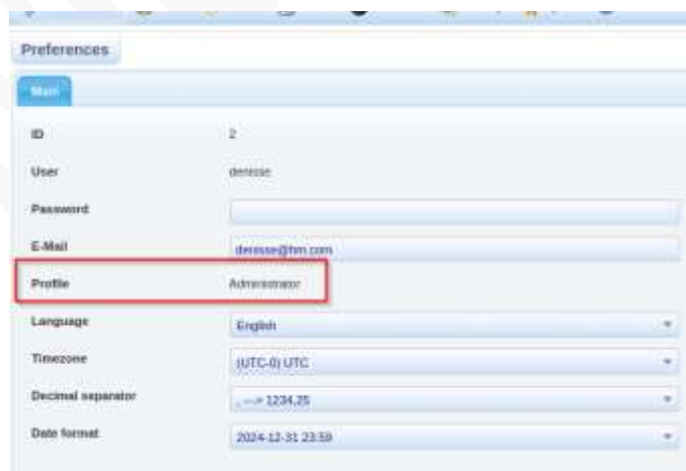 Preferences
Main
ID 2
User denisse
Password
E-Mail denisse@hm.com
Profile Administrator
Language English
Timezone (UTC-0) UTC
Decimal separator , ---> 1234,25
Date format 2024-12-31 23:59